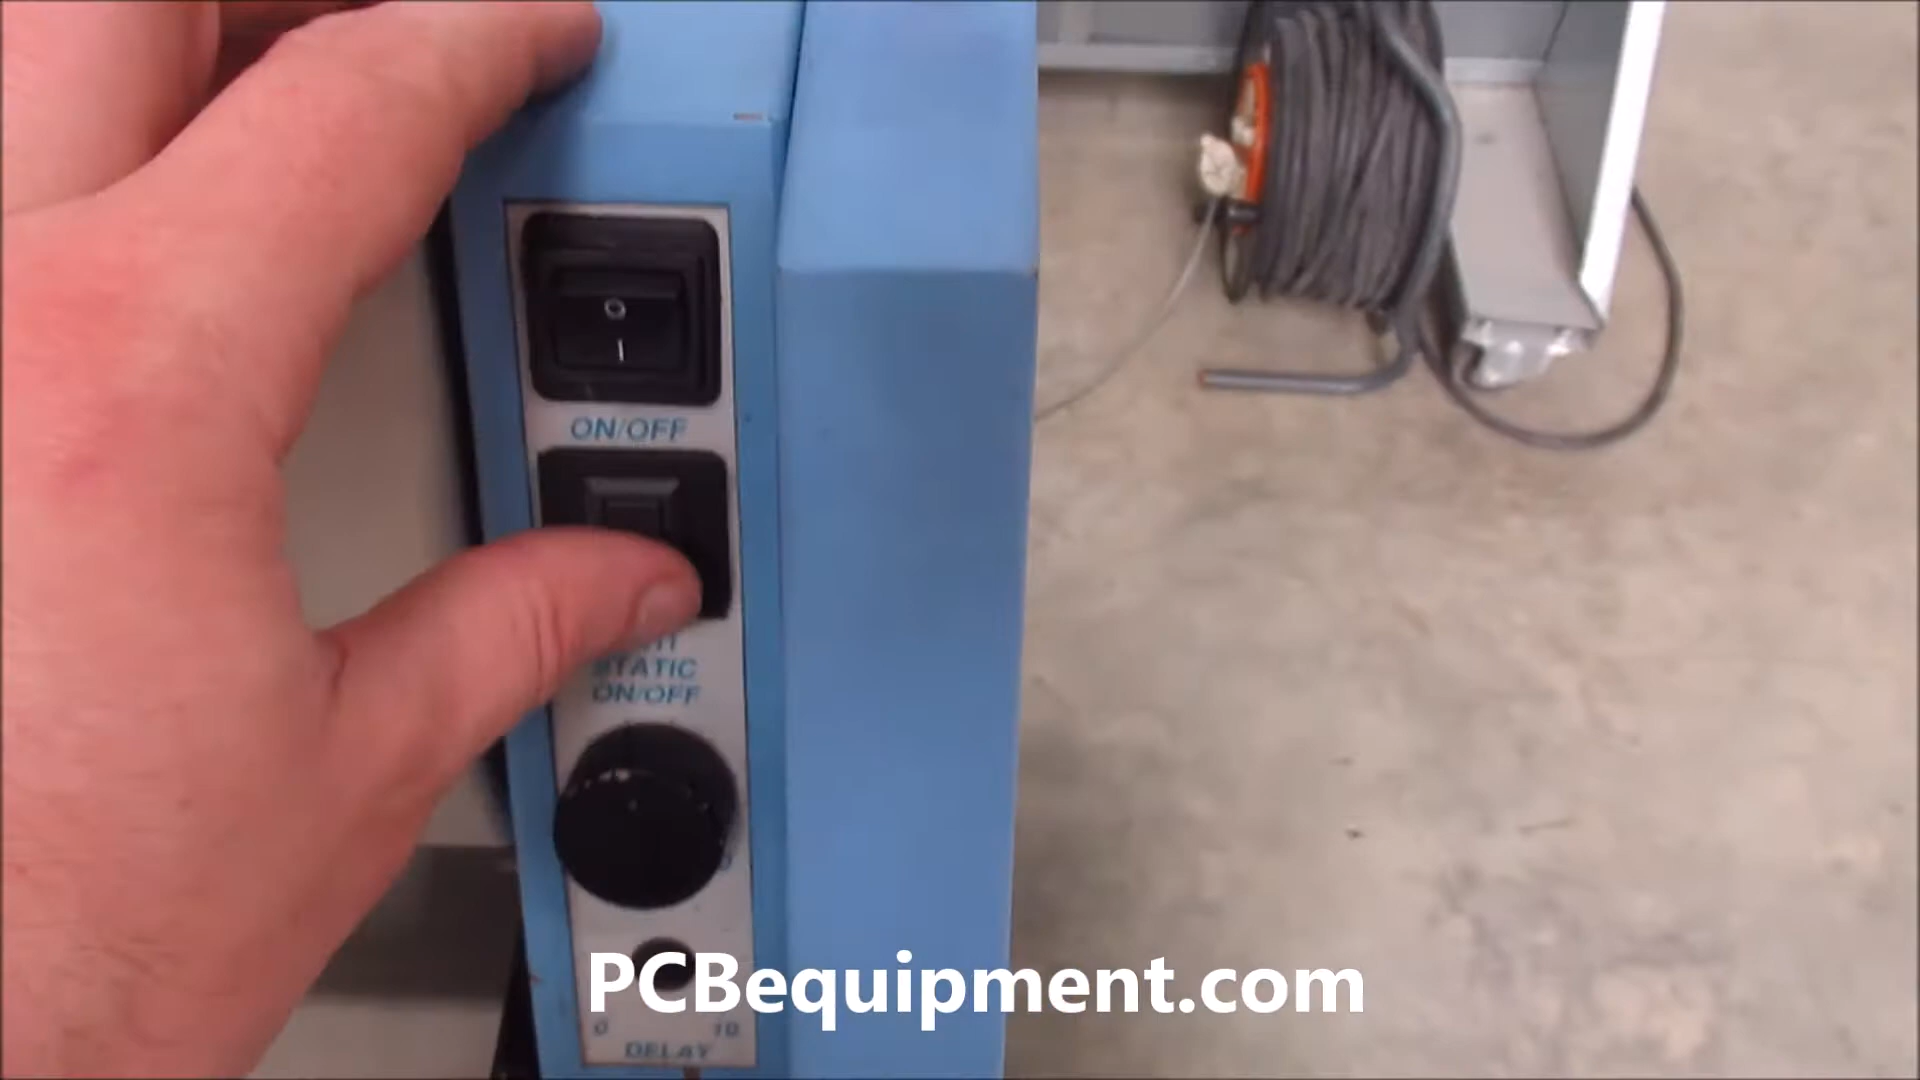 O
I
ON/OFF
STATIC
ON/OFF
PCBequipment.com
0 10
DELAY